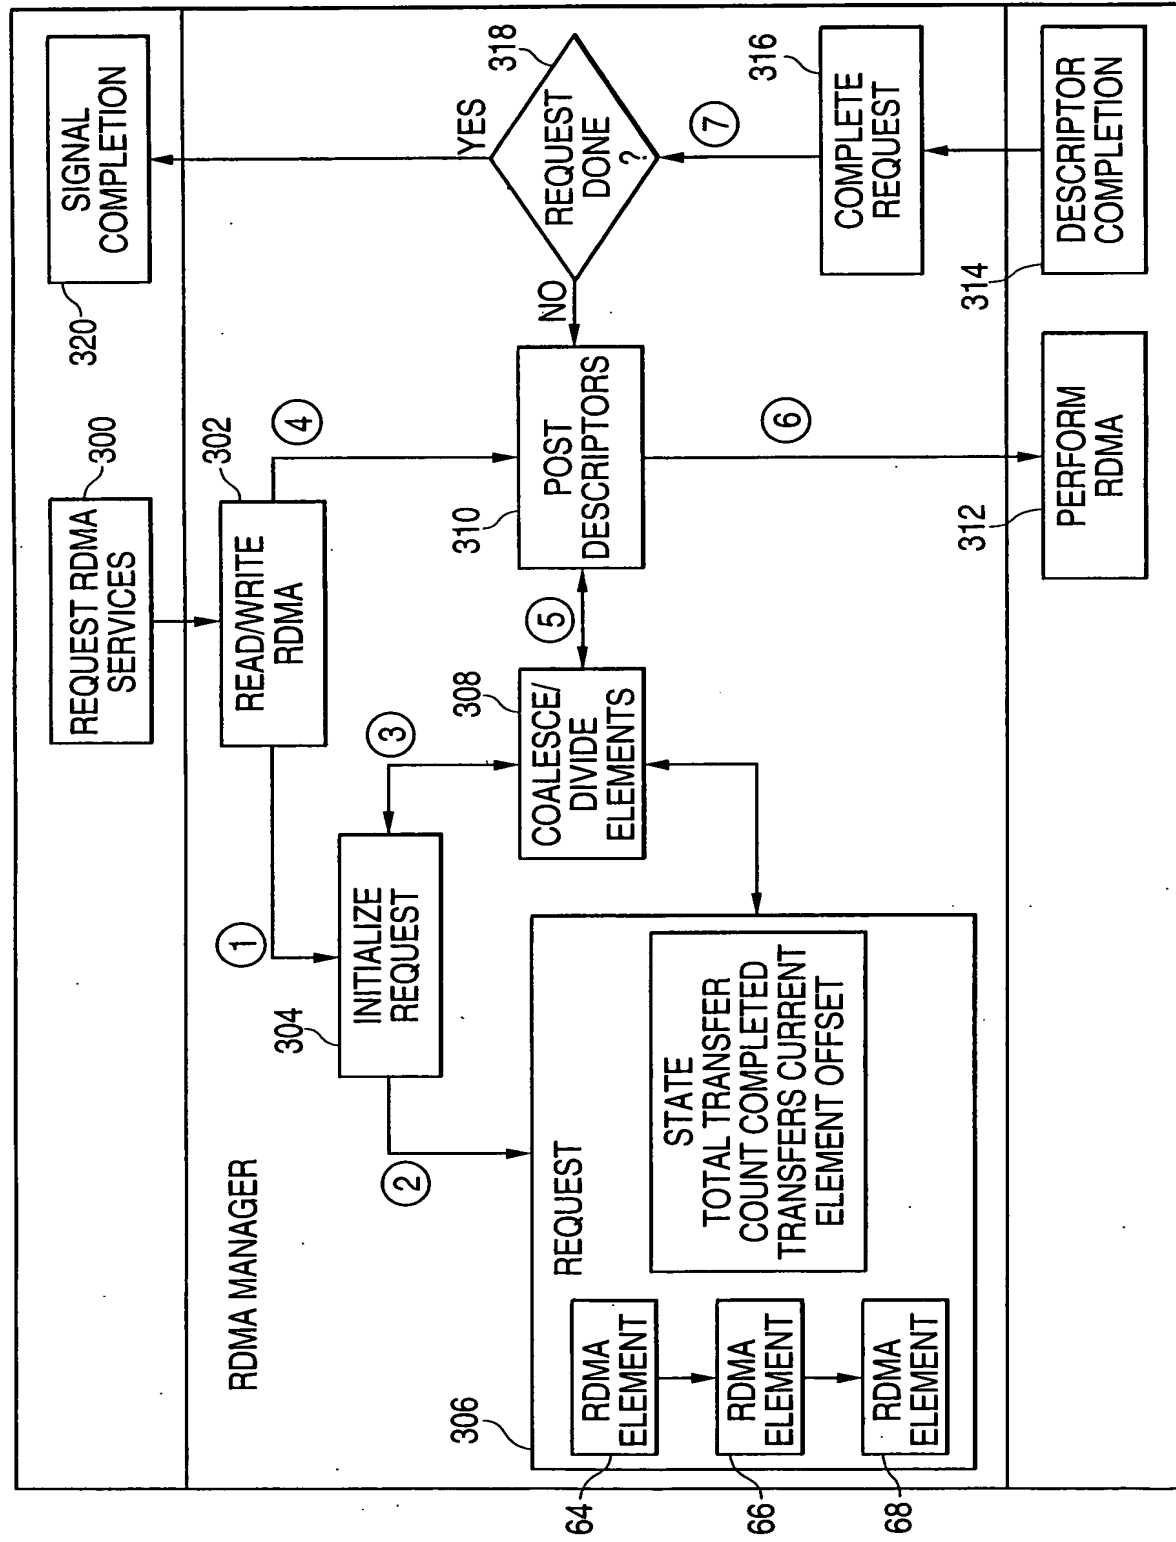 REQUEST RDMA
SERVICES
300
SIGNAL
COMPLETION
320
RDMA MANAGER
READ/WRITE
RDMA
302
1
4
INITIALIZE
REQUEST
304
2
3
COALESCE/
DIVIDE
ELEMENTS
308
5
POST
DESCRIPTORS
310
NO
REQUEST
DONE
?
318
YES
7
COMPLETE
REQUEST
316
6
306
REQUEST
RDMA
ELEMENT
64
RDMA
ELEMENT
66
RDMA
ELEMENT
68
STATE
TOTAL TRANSFER
COUNT COMPLETED
TRANSFERS CURRENT
ELEMENT OFFSET
PERFORM
RDMA
312
DESCRIPTOR
COMPLETION
314